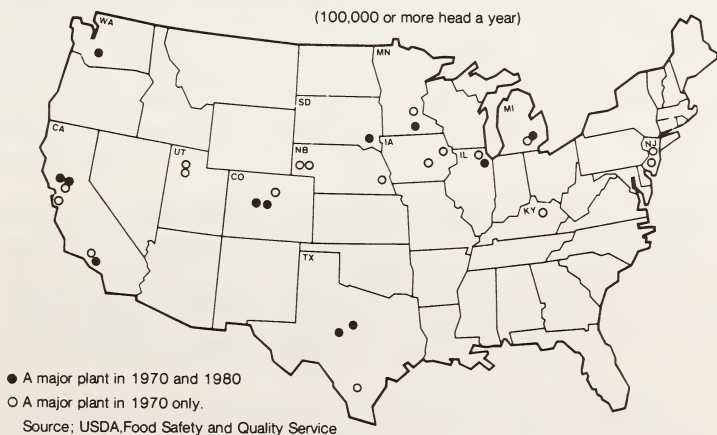 (100,000 or more head a year)
WA
MN
SD
MI
CA
UT
NB
IA
IL
NJ
CO
KY
TX
● A major plant in 1970 and 1980
○ A major plant in 1970 only.
Source; USDA,Food Safety and Quality Service